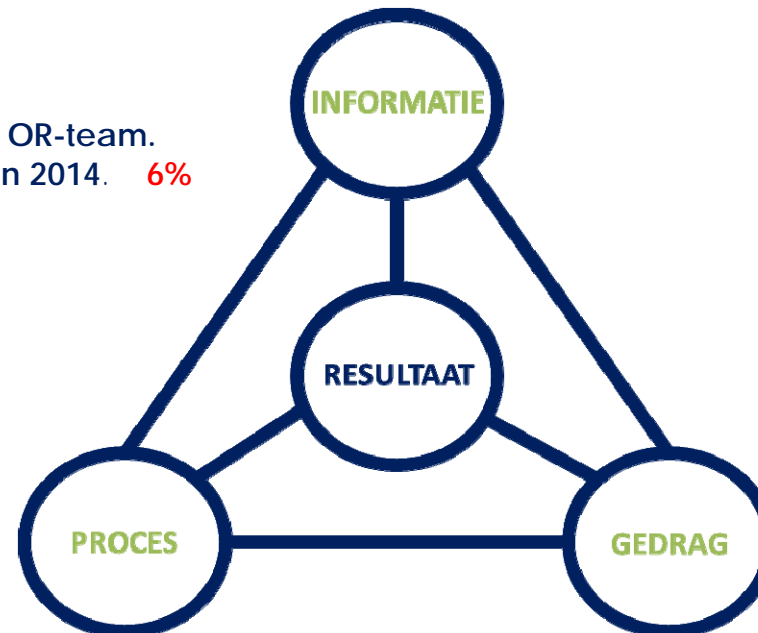 INFORMATIE
OR-team.
n 2014. 6%
RESULTAAT
PROCES
GEDRAG